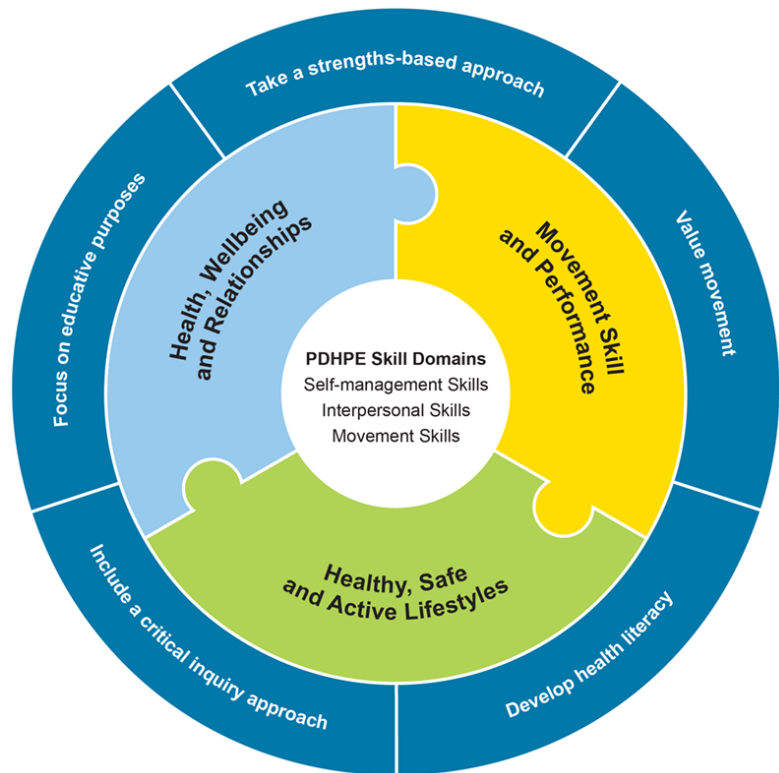 Take a strengths-based approach
Value movement
Develop health literacy
Include a critical inquiry approach
Focus on educative purposes
Health, Wellbeing
and Relationships
Movement Skill
and Performance
Healthy, Safe
and Active Lifestyles
PDHPE Skill Domains
Self-management Skills
Interpersonal Skills
Movement Skills